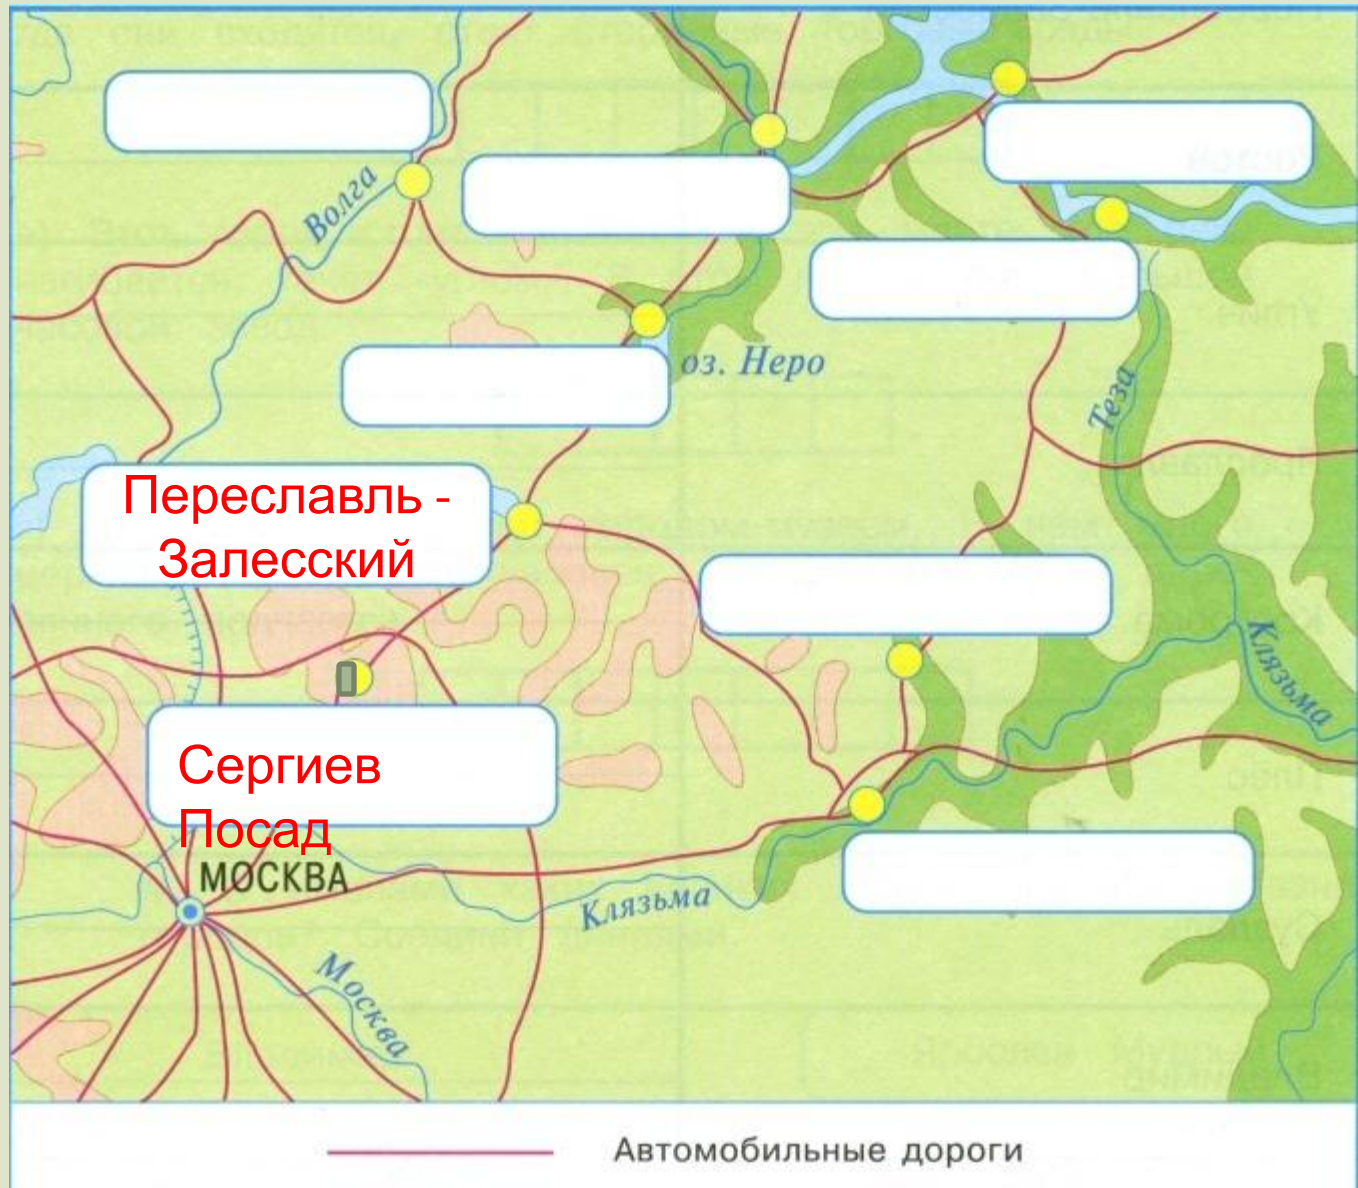 Волга
оз. Неро
Теза
Переславль -
Залесский
Клязьма
Сергиев
Посад
МОСКВА
Клязьма
Москва
Автомобильные дороги